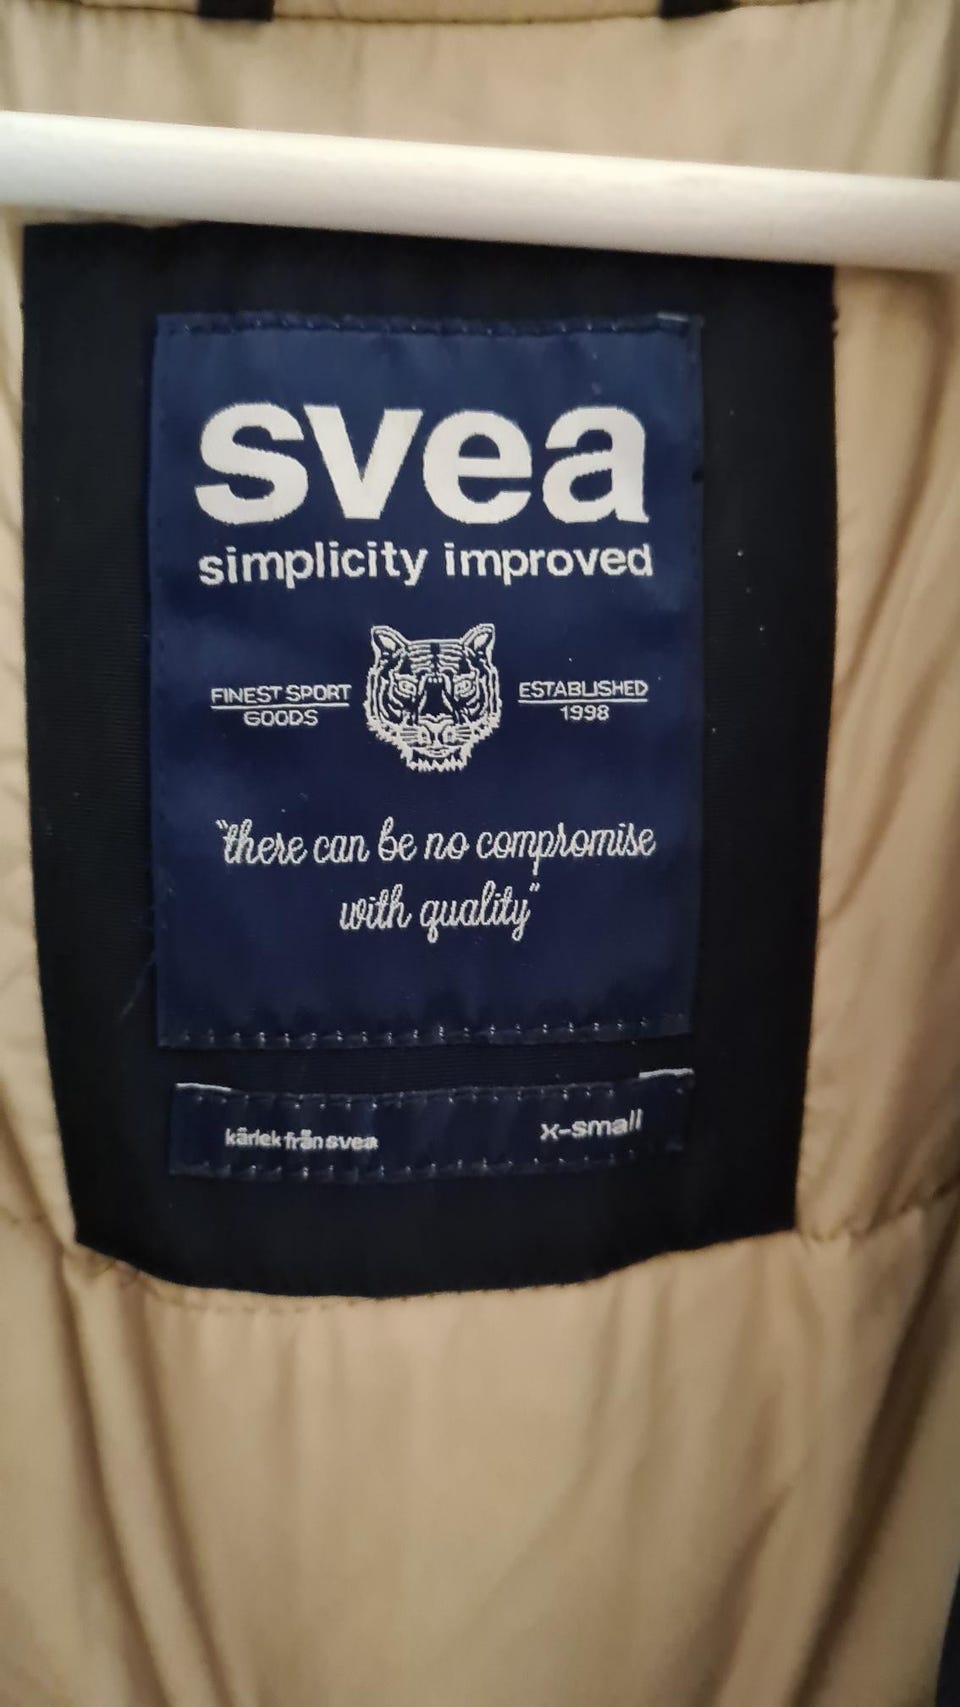 svea
simplicity improved
FINEST SPORT
GOODS
ESTABLISHED
1998
"there can be no compromise
with quality"
kärlek från svea
x-small